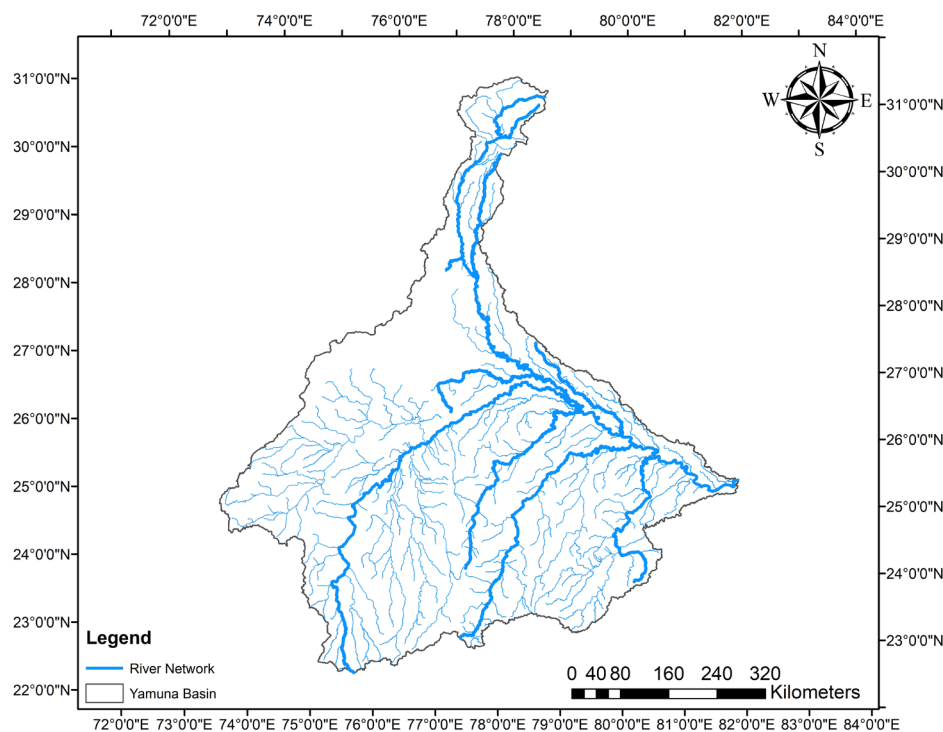 72°0'0"E 74°0'0"E 76°0'0"E 78°0'0"E 80°0'0"E 82°0'0"E 84°0'0"E
N
W E
S
31°0'0"N
30°0'0"N
29°0'0"N
28°0'0"N
27°0'0"N
26°0'0"N
25°0'0"N
24°0'0"N
23°0'0"N
22°0'0"N
31°0'0"N
30°0'0"N
29°0'0"N
28°0'0"N
27°0'0"N
26°0'0"N
25°0'0"N
24°0'0"N
23°0'0"N
Legend
River Network
Yamuna Basin
0 40 80 160 240 320
Kilometers
72°0'0"E 73°0'0"E 74°0'0"E 75°0'0"E 76°0'0"E 77°0'0"E 78°0'0"E 79°0'0"E 80°0'0"E 81°0'0"E 82°0'0"E 83°0'0"E 84°0'0"E